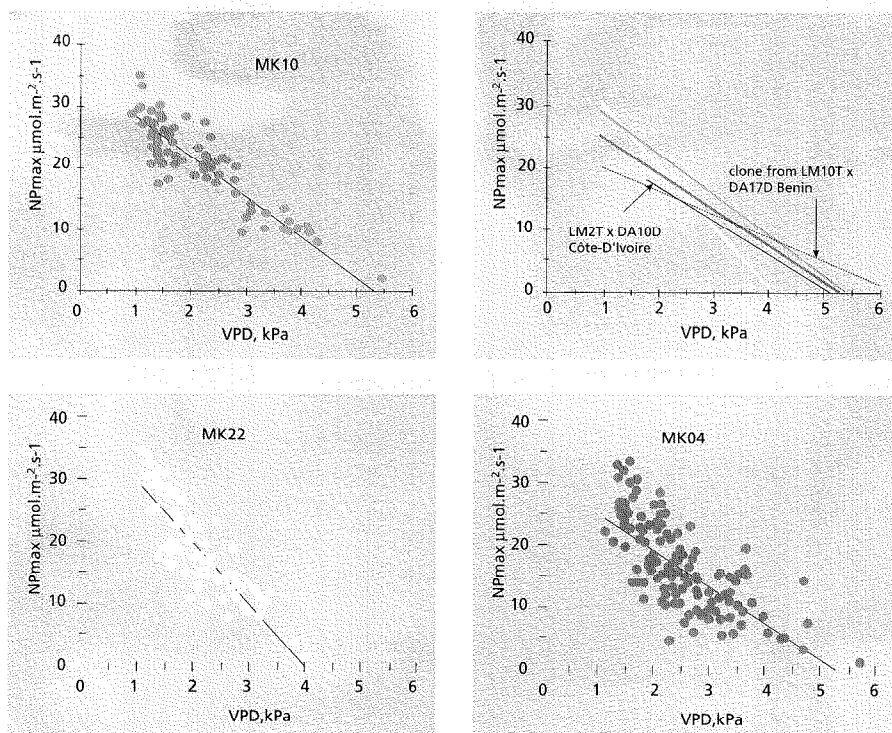 40
30
20
10
0
NPmax µmol.m-2.s-1
MK10
0 1 2 3 4 5 6
VPD, kPa
40
30
20
10
0
NPmax µmol.m-2.s-1
clone from LM10T x
DA17D Benin
LM2T x DA10D
Côte-D'Ivoire
0 1 2 3 4 5 6
VPD, kPa
40
30
20
10
0
NPmax µmol.m-2.s-1
MK22
0 1 2 3 4 5 6
VPD,kPa
40
30
20
10
0
NPmax µmol.m-2.s-1
MK04
0 1 2 3 4 5 6
VPD,kPa